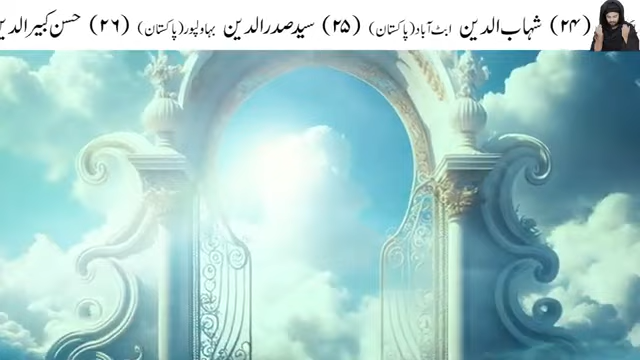 (۲۴) شہاب الدین ایبٹ آباد (پاکستان) (۲۵) سید صدر الدین بہاولپور (پاکستان) (۲۶) حسن کبیر الدین